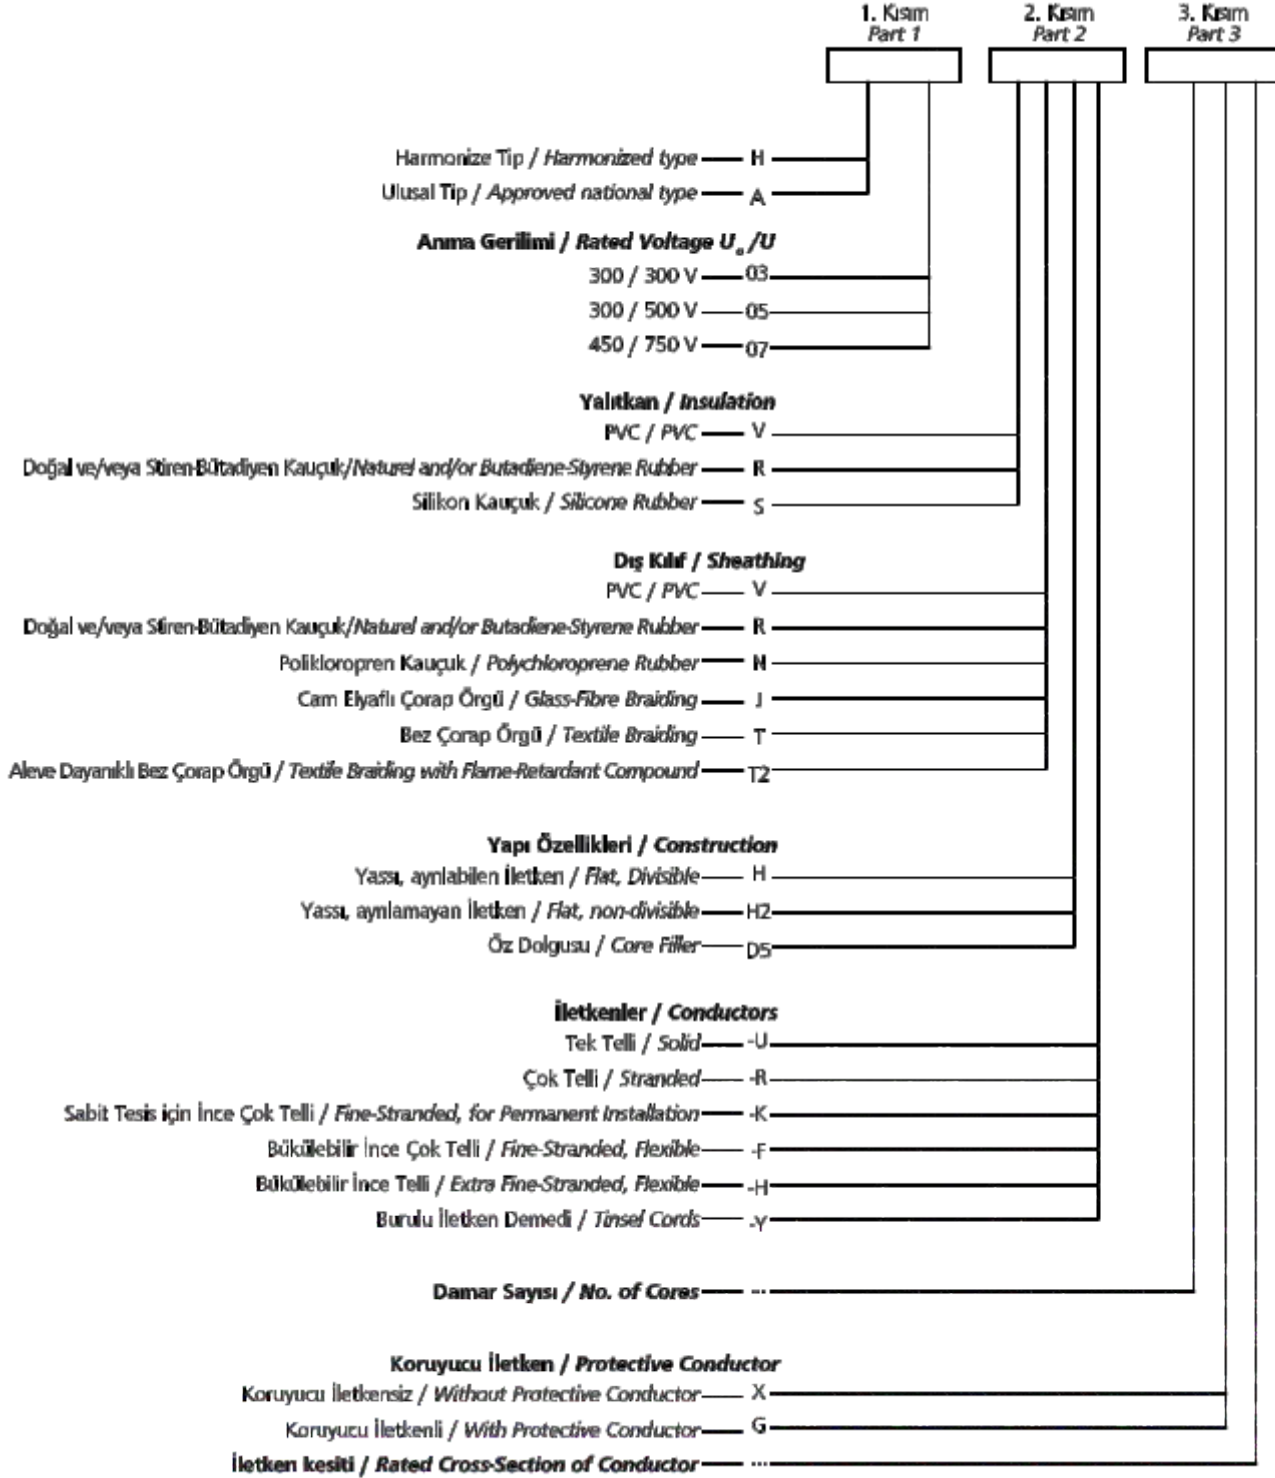 1. Kısım 2. Kısım 3. Kısım
Part 1 Part 2 Part 3
Harmonize Tip / Harmonized type H
Ulusal Tip / Approved national type A
Anma Gerilimi / Rated Voltage U₀/U
300 / 300 V 03
300 / 500 V 05
450 / 750 V 07
Yalıtkan / Insulation
PVC / PVC V
Doğal ve/veya Stiren-Bütadiyen Kauçuk/Naturel and/or Butadiene-Styrene Rubber R
Silikon Kauçuk / Silicone Rubber S
Dış Kılıf / Sheathing
PVC / PVC V
Doğal ve/veya Stiren-Bütadiyen Kauçuk/Naturel and/or Butadiene-Styrene Rubber R
Polikloropren Kauçuk / Polychloroprene Rubber N
Cam Elyaflı Çorap Örgü / Glass-Fibre Braiding J
Bez Çorap Örgü / Textile Braiding T
Aleve Dayanıklı Bez Çorap Örgü / Textile Braiding with Flame-Retardant Compound T2
Yapı Özellikleri / Construction
Yassı, ayrılabilen İletken / Flat, Divisible H
Yassı, ayrılamayan İletken / Flat, non-divisible H2
Öz Dolgusu / Core Filler D5
İletkenler / Conductors
Tek Telli / Solid -U
Çok Telli / Stranded -R
Sabit Tesis için İnce Çok Telli / Fine-Stranded, for Permanent Installation -K
Bükülebilir İnce Çok Telli / Fine-Stranded, Flexible -F
Bükülebilir İnce Telli / Extra Fine-Stranded, Flexible -H
Burulu İletken Demedi / Tinsel Cords -Y
Damar Sayısı / No. of Cores ...
Koruyucu İletken / Protective Conductor
Koruyucu İletkensiz / Without Protective Conductor X
Koruyucu İletkenli / With Protective Conductor G
İletken kesiti / Rated Cross-Section of Conductor ...